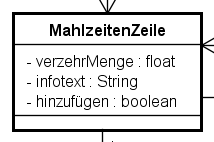 MahlzeitenZeile
- verzehrMenge : float
- infotext : String
- hinzufügen : boolean